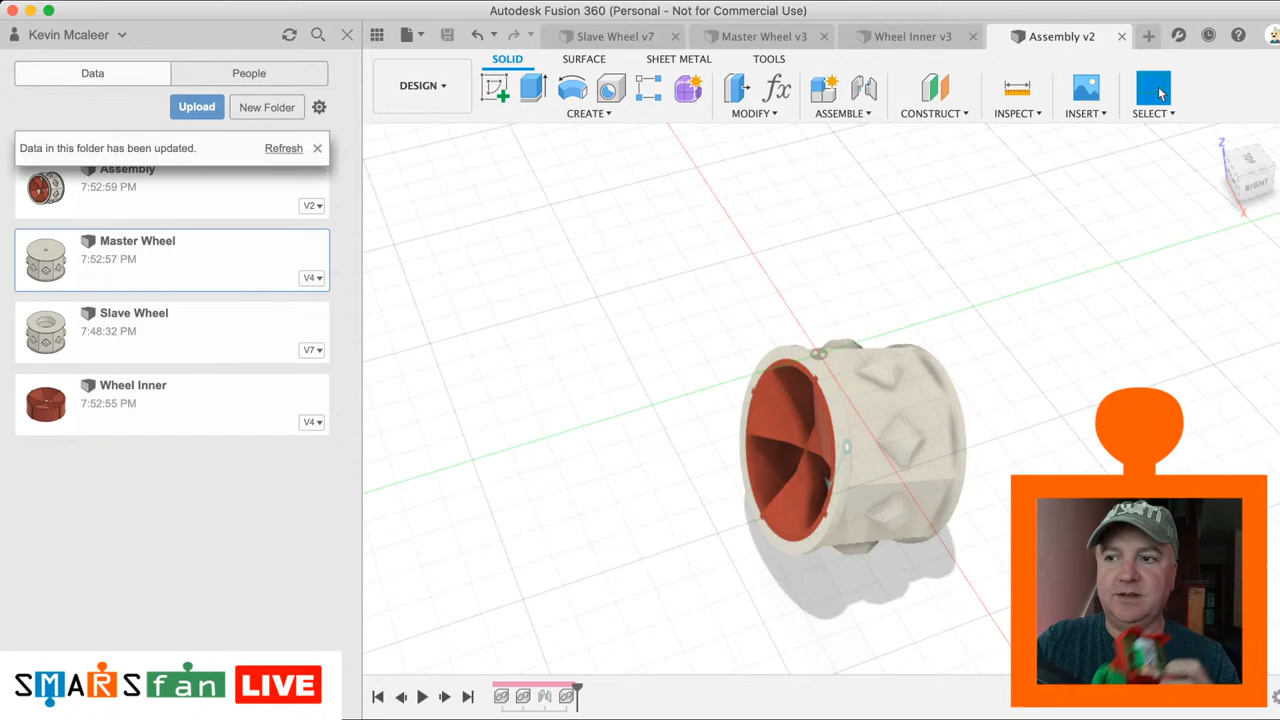 Autodesk Fusion 360 (Personal - Not for Commercial Use)
Kevin Mcaleer
Slave Wheel v7
Master Wheel v3
Wheel Inner v3
Assembly v2
Data
People
Upload
New Folder
Data in this folder has been updated.
Refresh
Assembly
7:52:59 PM
V2
Master Wheel
7:52:57 PM
V4
Slave Wheel
7:48:32 PM
V7
Wheel Inner
7:52:55 PM
V4
DESIGN
SOLID
SURFACE
SHEET METAL
TOOLS
CREATE
MODIFY
ASSEMBLE
CONSTRUCT
INSPECT
INSERT
SELECT
Z
TOP
RIGHT
X
SMARS fan LIVE